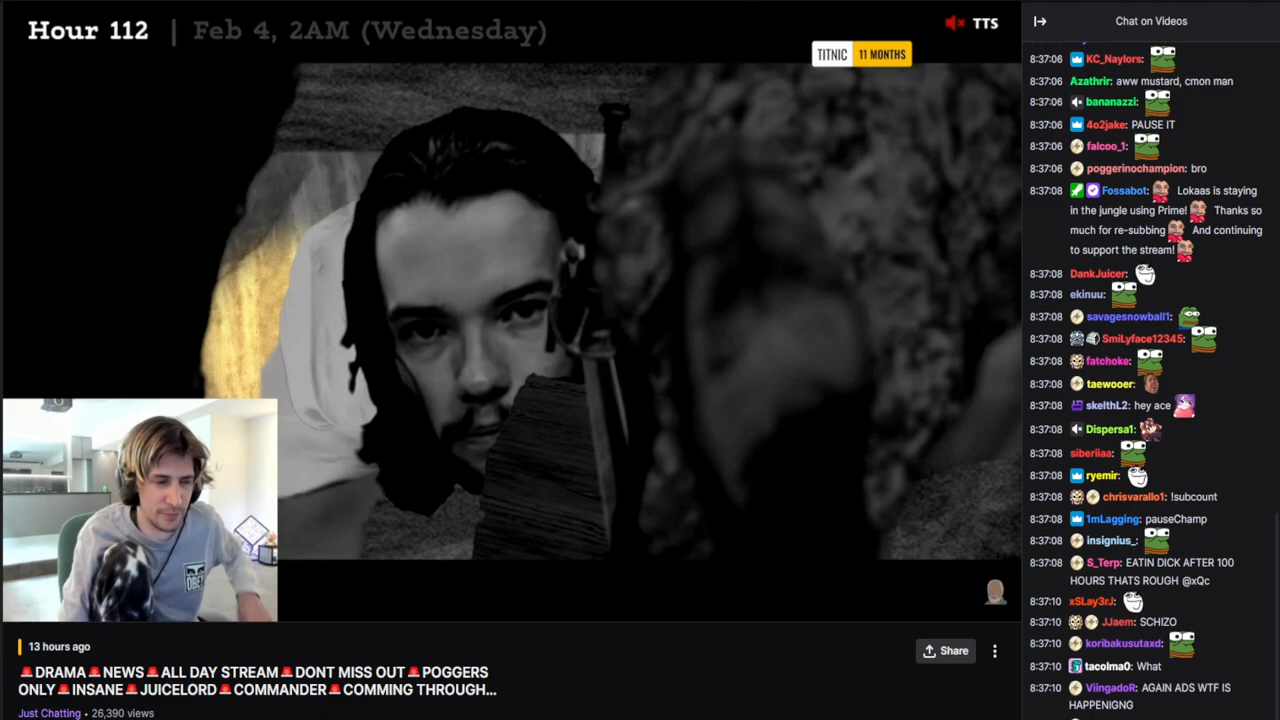 Hour 112 | Feb 4, 2AM (Wednesday)
TTS
TITNIC 11 MONTHS
OBEY
13 hours ago
Share
🚨DRAMA🚨NEWS🚨ALL DAY STREAM🚨DONT MISS OUT🚨POGGERS
ONLY🚨INSANE🚨JUICELORD🚨COMMANDER🚨COMMING THROUGH...
Just Chatting • 26,390 views
Chat on Videos
8:37:06 KC_Naylors:
8:37:06 Azathrir: aww mustard, cmon man
8:37:06 bananazzi:
8:37:06 4o2jake: PAUSE IT
8:37:06 falcoo_1:
8:37:06 poggerinochampion: bro
8:37:08 Fossabot: Lokaas is staying
in the jungle using Prime! Thanks so
much for re-subbing And continuing
to support the stream!
8:37:08 DankJuicer:
8:37:08 ekinuu:
8:37:08 savagesnowball1:
8:37:08 SmiLyface12345:
8:37:08 fatchoke:
8:37:08 taewooer:
8:37:08 skelthL2: hey ace
8:37:08 Dispersa1:
8:37:08 siberiiaa:
8:37:08 ryemir:
8:37:08 chrisvarallo1: !subcount
8:37:08 1mLagging: pauseChamp
8:37:08 insignius_:
8:37:08 S_Terp: EATIN DICK AFTER 100
HOURS THATS ROUGH @xQc
8:37:10 xSLay3rJ:
8:37:10 JJaem: SCHIZO
8:37:10 koribakusutaxd:
8:37:10 tacolma0: What
8:37:10 ViingadoR: AGAIN ADS WTF IS
HAPPENIGNG